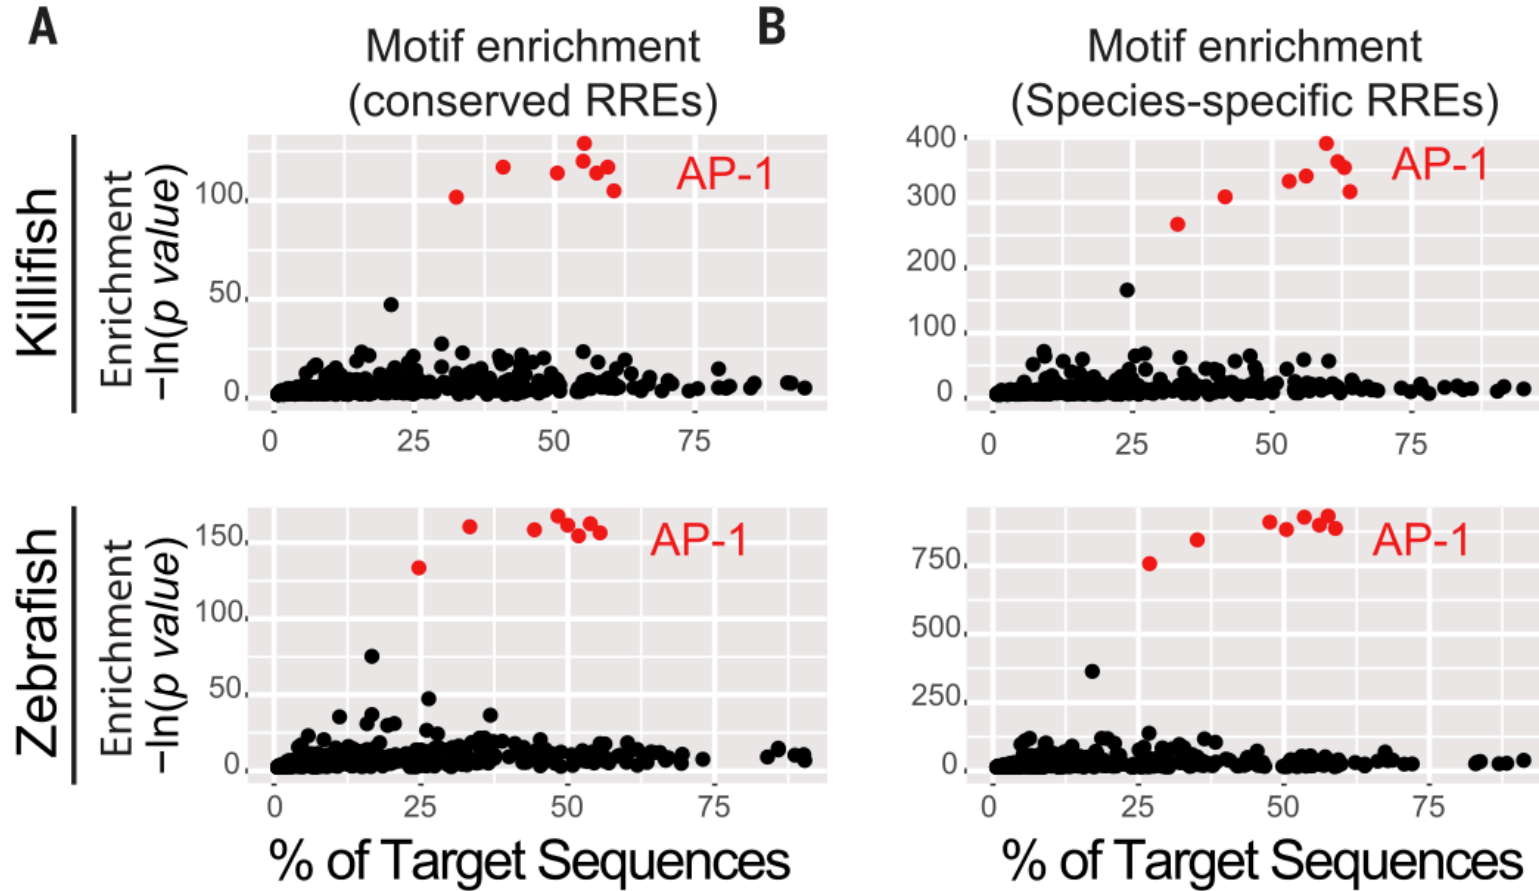 A
Motif enrichment
(conserved RREs)
B
Motif enrichment
(Species-specific RREs)
Killifish
Enrichment
−ln(p value)
100
50
0
AP-1
0 25 50 75
400
300
200
100
0
AP-1
0 25 50 75
Zebrafish
Enrichment
−ln(p value)
150
100
50
0
AP-1
0 25 50 75
% of Target Sequences
750
500
250
0
AP-1
0 25 50 75
% of Target Sequences